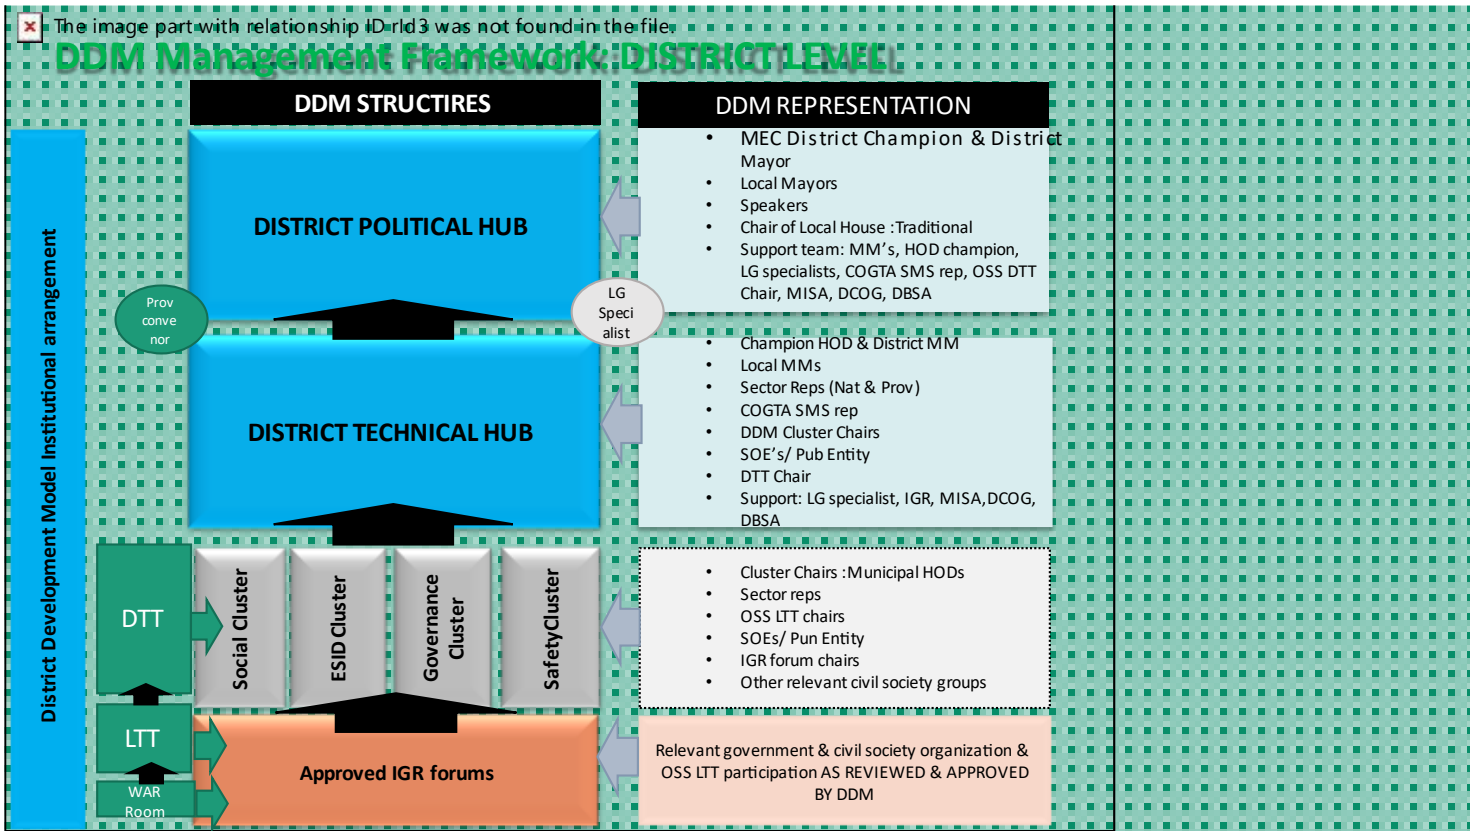 The image part with relationship ID rId3 was not found in the file.
DDM Management Framework: DISTRICT LEVEL
DDM STRUCTIRES
DDM REPRESENTATION
District Development Model Institutional arrangement
DISTRICT POLITICAL HUB
• MEC District Champion & District
Mayor
• Local Mayors
• Speakers
• Chair of Local House :Traditional
• Support team: MM's, HOD champion,
LG specialists, COGTA SMS rep, OSS DTT
Chair, MISA, DCOG, DBSA
Prov
conve
nor
LG
Speci
alist
DISTRICT TECHNICAL HUB
• Champion HOD & District MM
• Local MMs
• Sector Reps (Nat & Prov)
• COGTA SMS rep
• DDM Cluster Chairs
• SOE's/ Pub Entity
• DTT Chair
• Support: LG specialist, IGR, MISA,DCOG,
DBSA
DTT
Social Cluster
ESID Cluster
Governance
Cluster
SafetyCluster
• Cluster Chairs :Municipal HODs
• Sector reps
• OSS LTT chairs
• SOEs/ Pun Entity
• IGR forum chairs
• Other relevant civil society groups
LTT
WAR
Room
Approved IGR forums
Relevant government & civil society organization &
OSS LTT participation AS REVIEWED & APPROVED
BY DDM